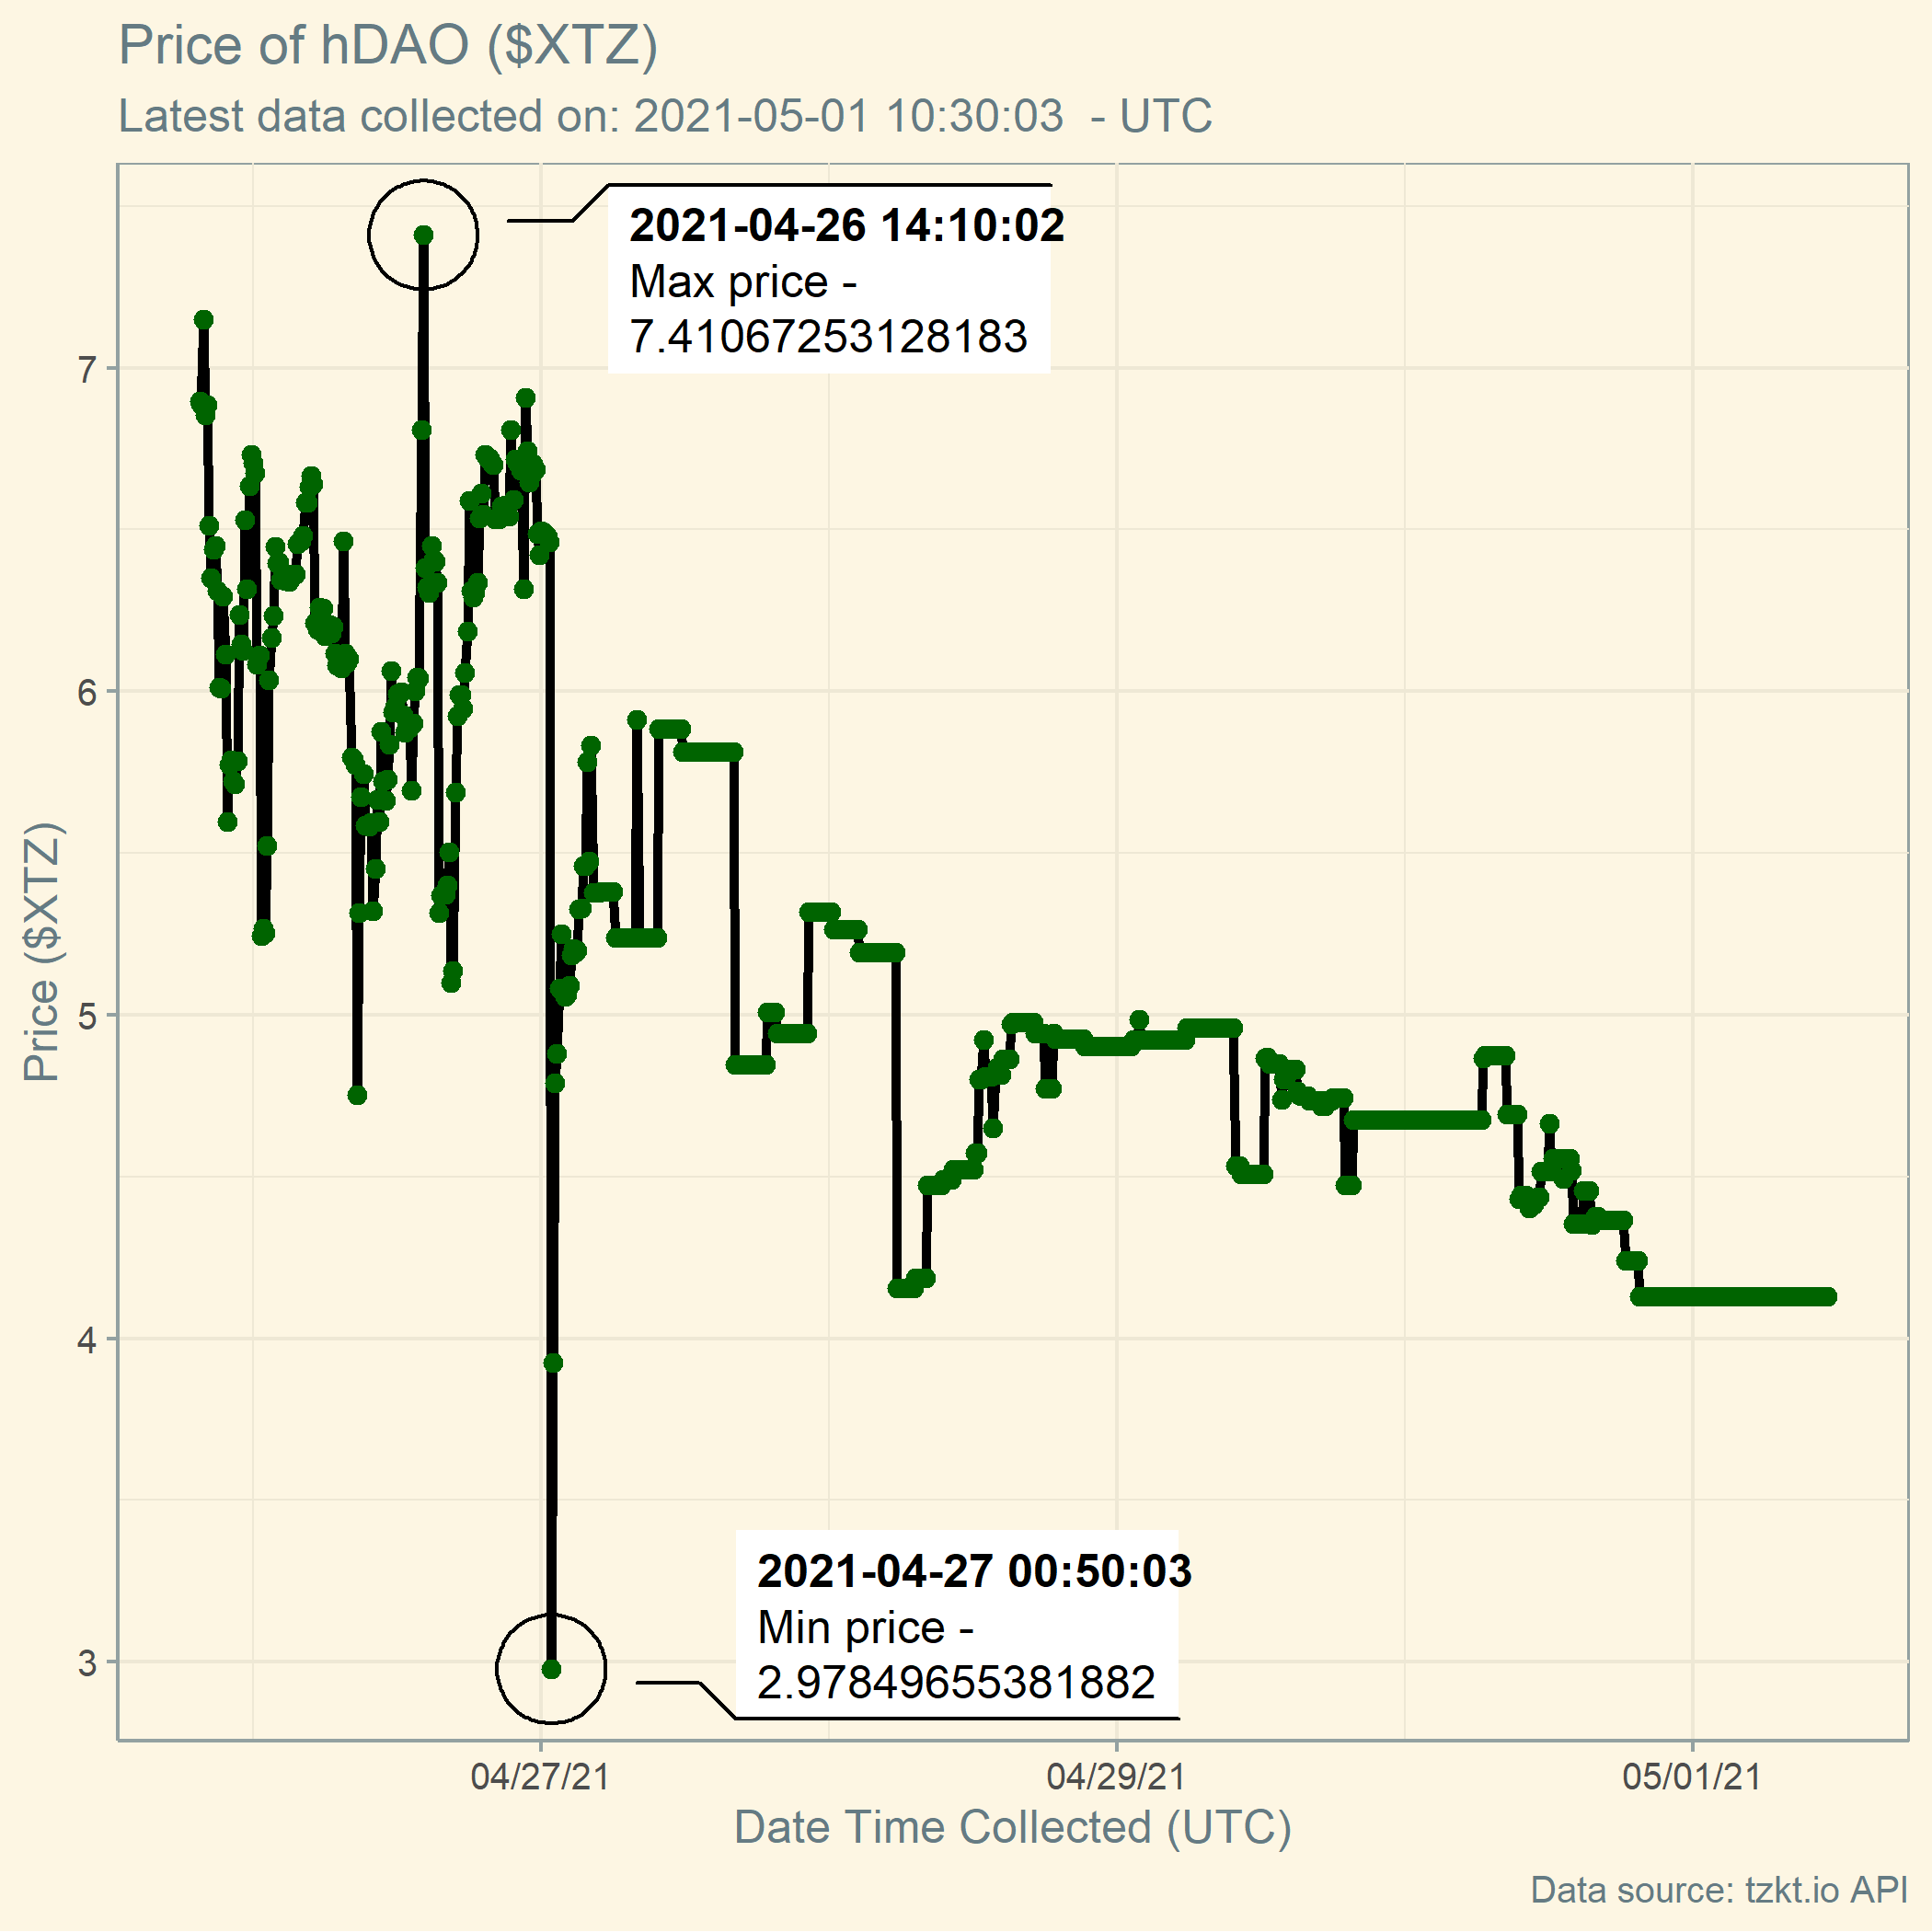 Price of hDAO ($XTZ)
Latest data collected on: 2021-05-01 10:30:03  - UTC
2021-04-26 14:10:02
Max price -
7.41067253128183
7
6
5
4
3
Price ($XTZ)
2021-04-27 00:50:03
Min price -
2.97849655381882
04/27/21
04/29/21
05/01/21
Date Time Collected (UTC)
Data source: tzkt.io API